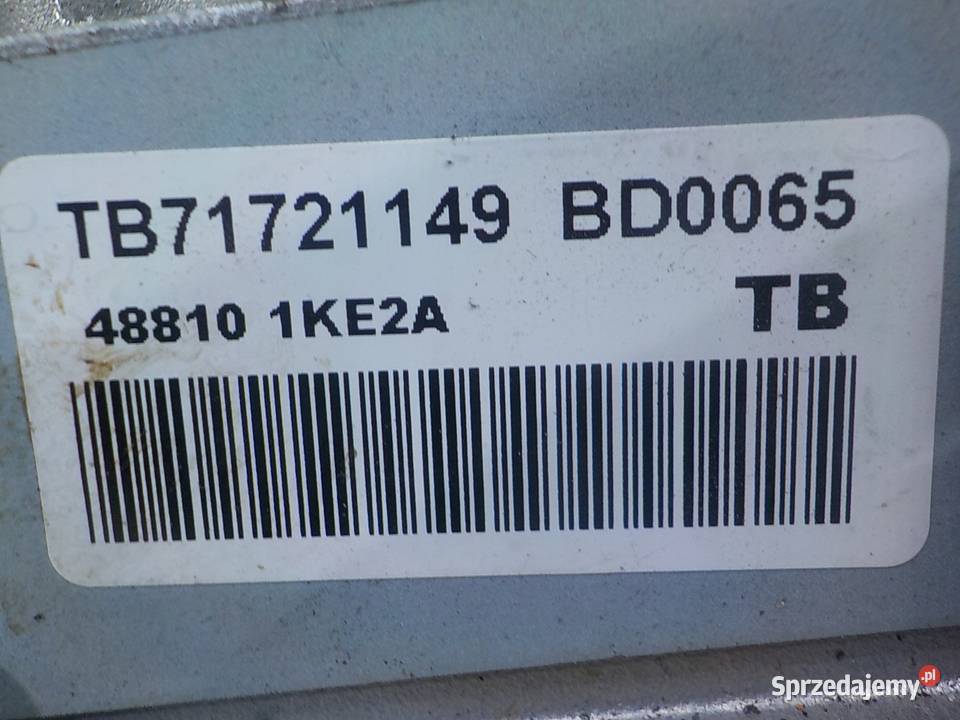 TB71721149 BD0065
48810 1KE2A TB
Sprzedajemy.pl